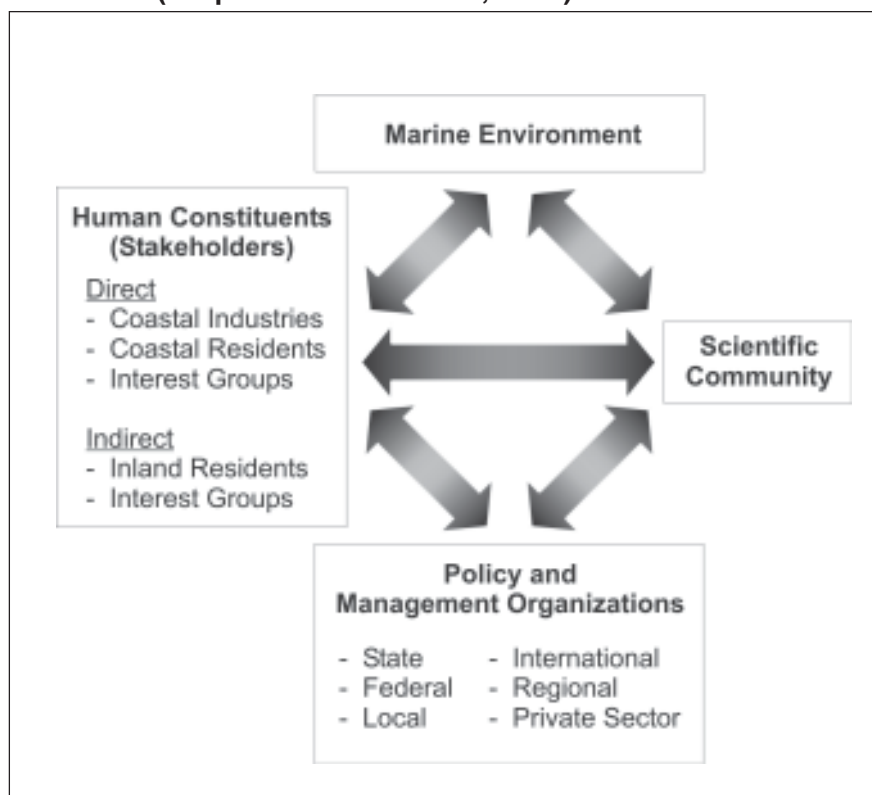 Marine Environment
Human Constituents
(Stakeholders)
Direct
- Coastal Industries
- Coastal Residents
- Interest Groups
Indirect
- Inland Residents
- Interest Groups
Scientific
Community
Policy and
Management Organizations
- State - International
- Federal - Regional
- Local - Private Sector